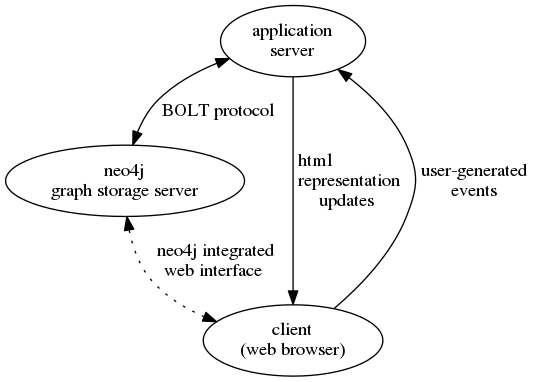 application
server
BOLT protocol
html
representation
updates
user-generated
events
neo4j
graph storage server
neo4j integrated
web interface
client
(web browser)